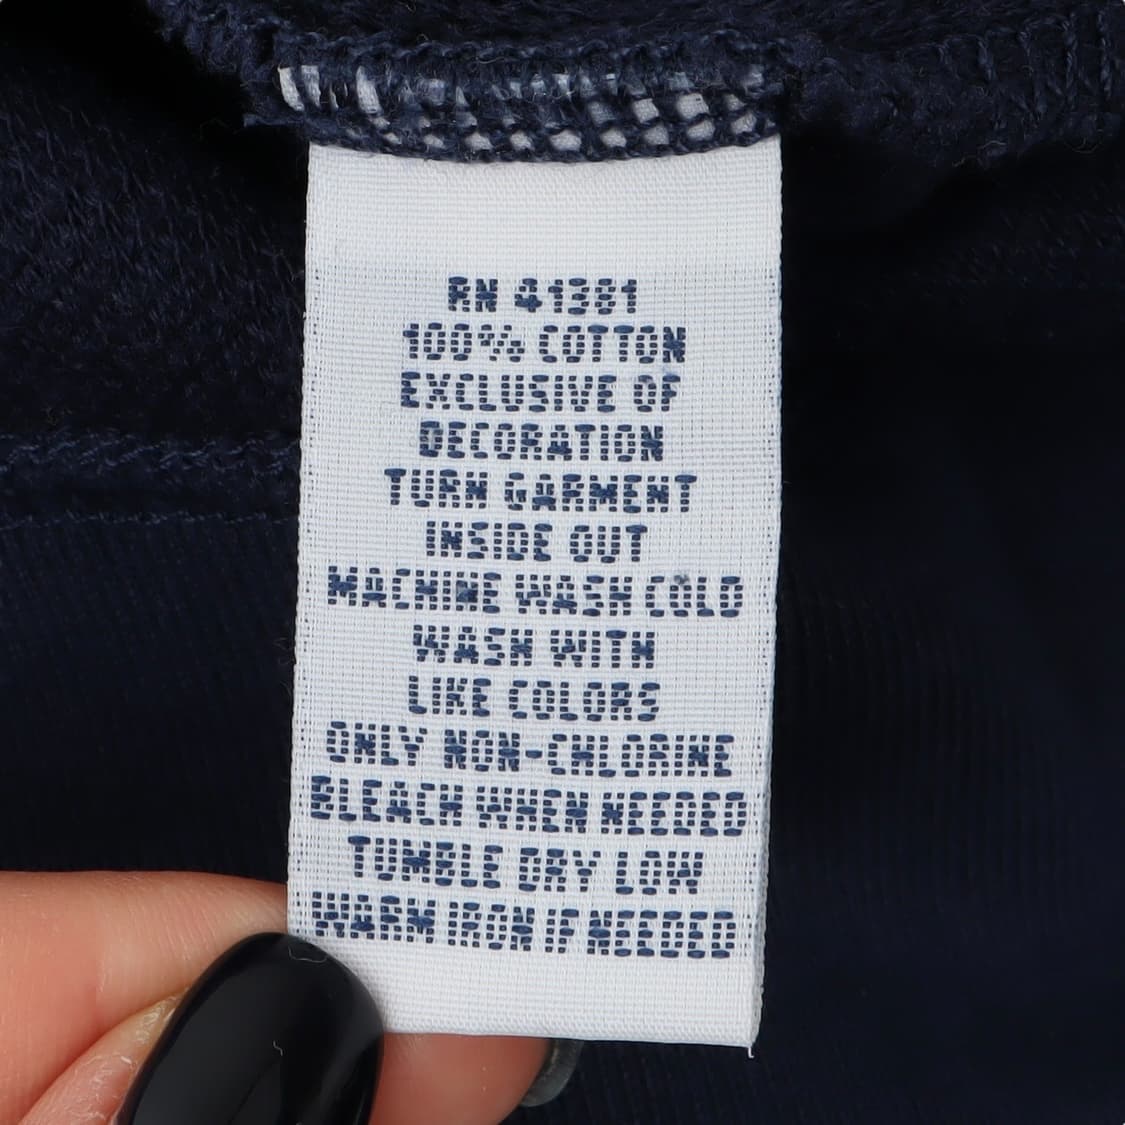 RN 41381
100% COTTON
EXCLUSIVE OF
DECORATION
TURN GARMENT
INSIDE OUT
MACHINE WASH COLD
WASH WITH
LIKE COLORS
ONLY NON-CHLORINE
BLEACH WHEN NEEDED
TUMBLE DRY LOW
WARM IRON IF NEEDED